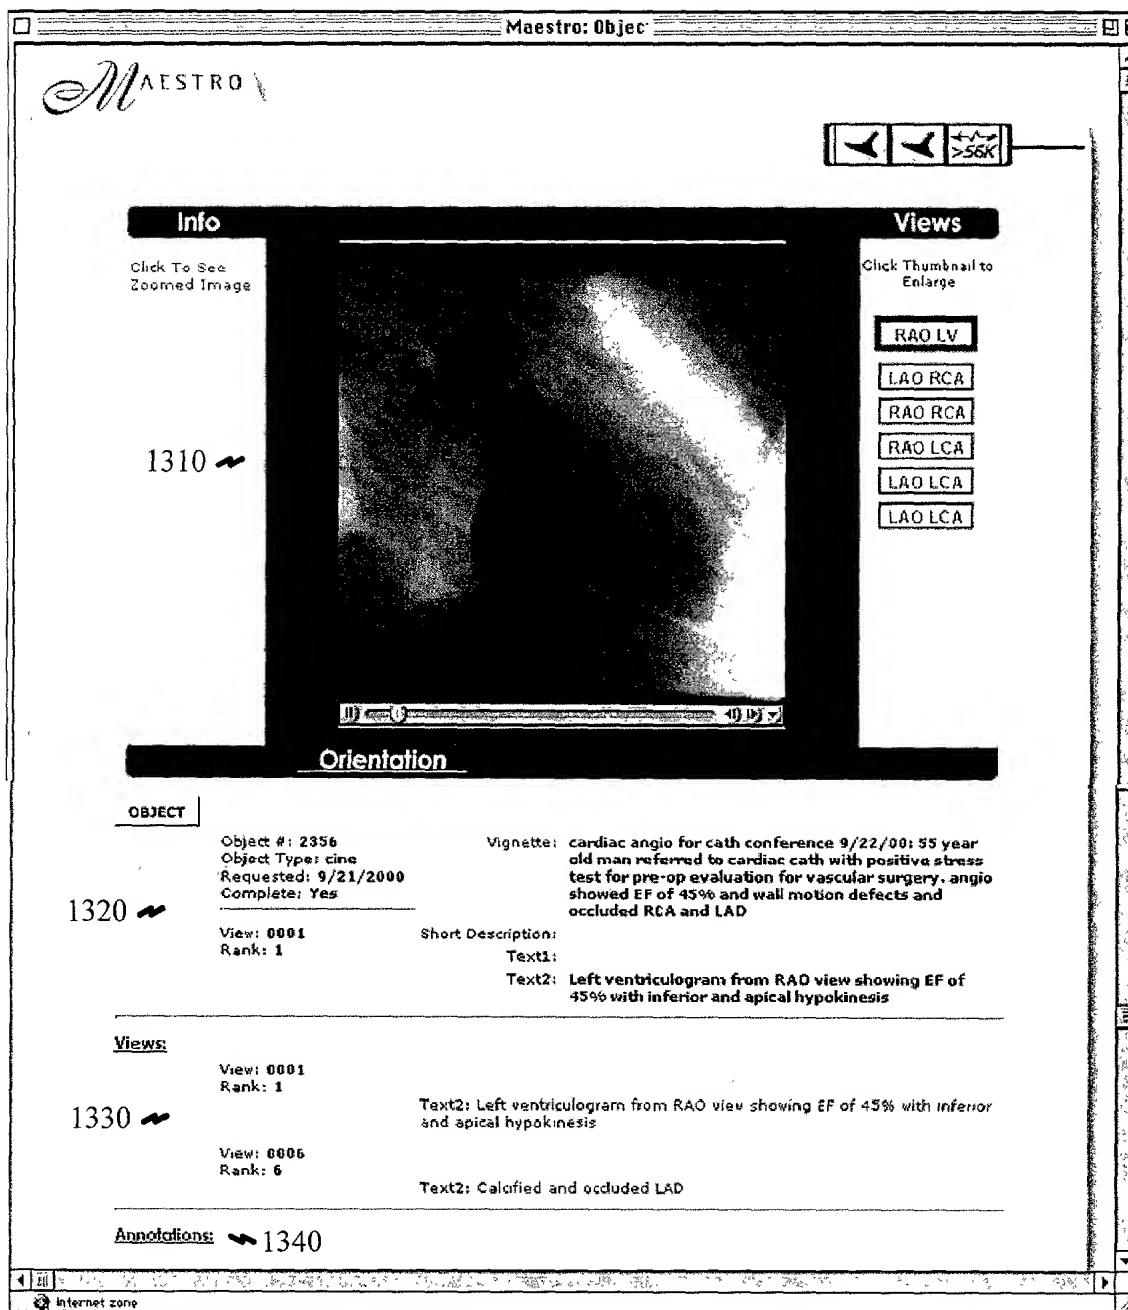 Maestro: Objec
MAESTRO
>56K
Info
Views
Click To See
Zoomed Image
Click Thumbnail to
Enlarge
RAO LV
LAO RCA
RAO RCA
RAO LCA
LAO LCA
LAO LCA
1310
Orientation
OBJECT
Object #: 2356
Object Type: cine
Requested: 9/21/2000
Complete: Yes
Vignette: cardiac angio for cath conference 9/22/00: 55 year
old man referred to cardiac cath with positive stress
test for pre-op evaluation for vascular surgery. angio
showed EF of 45% and wall motion defects and
occluded RCA and LAD
1320
View: 0001
Rank: 1
Short Description:
Text1:
Text2: Left ventriculogram from RAO view showing EF of
45% with inferior and apical hypokinesis
Views:
View: 0001
Rank: 1
1330
Text2: Left ventriculogram from RAO view showing EF of 45% with inferior
and apical hypokinesis
View: 0006
Rank: 6
Text2: Calcified and occluded LAD
Annotations:
1340
Internet zone